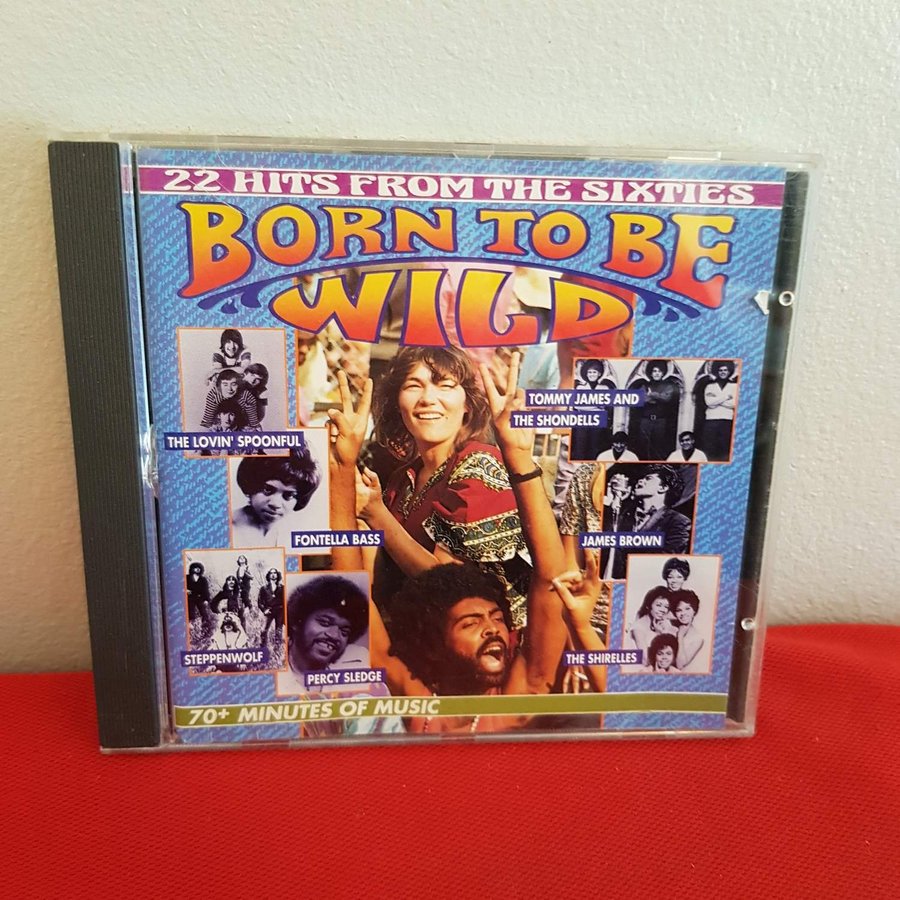 22 HITS FROM THE SIXTIES
BORN TO BE
WILD
THE LOVIN' SPOONFUL
TOMMY JAMES AND
THE SHONDELLS
FONTELLA BASS
JAMES BROWN
STEPPENWOLF
PERCY SLEDGE
THE SHIRELLES
70+ MINUTES OF MUSIC